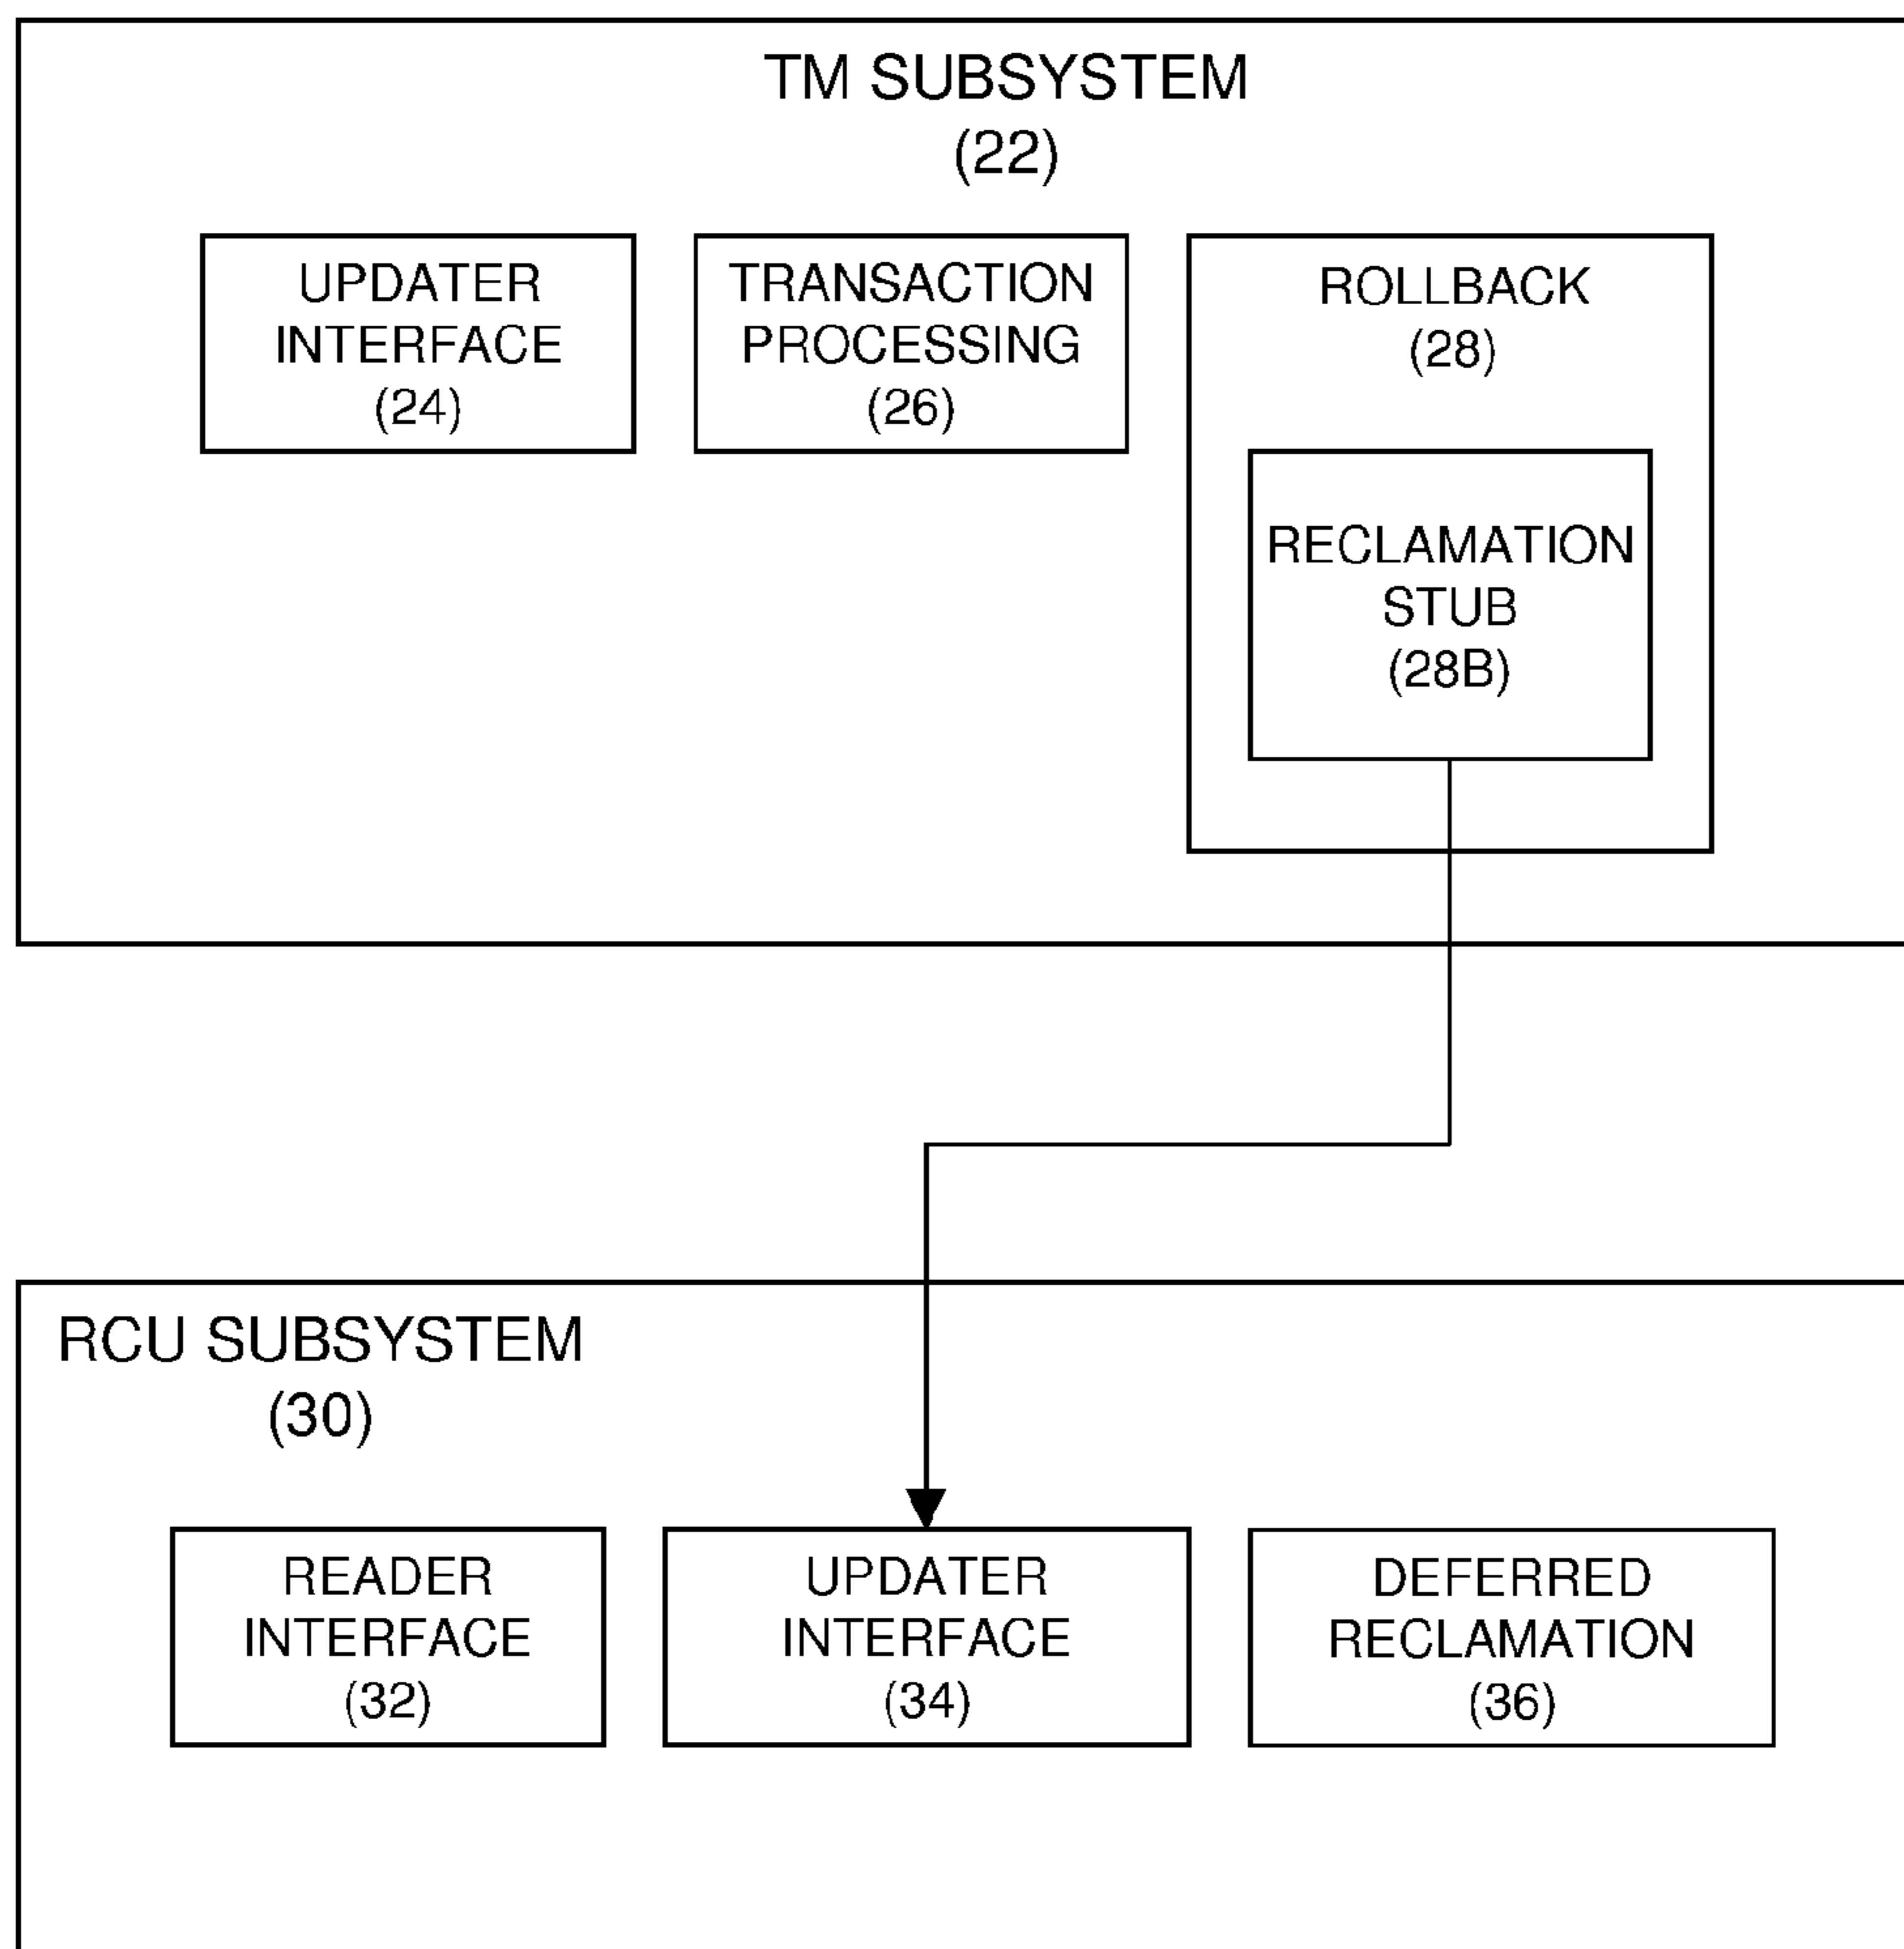 TM SUBSYSTEM
(22)
UPDATER
INTERFACE
(24)
TRANSACTION
PROCESSING
(26)
ROLLBACK
(28)
RECLAMATION
STUB
(28B)
RCU SUBSYSTEM
(30)
READER
INTERFACE
(32)
UPDATER
INTERFACE
(34)
DEFERRED
RECLAMATION
(36)